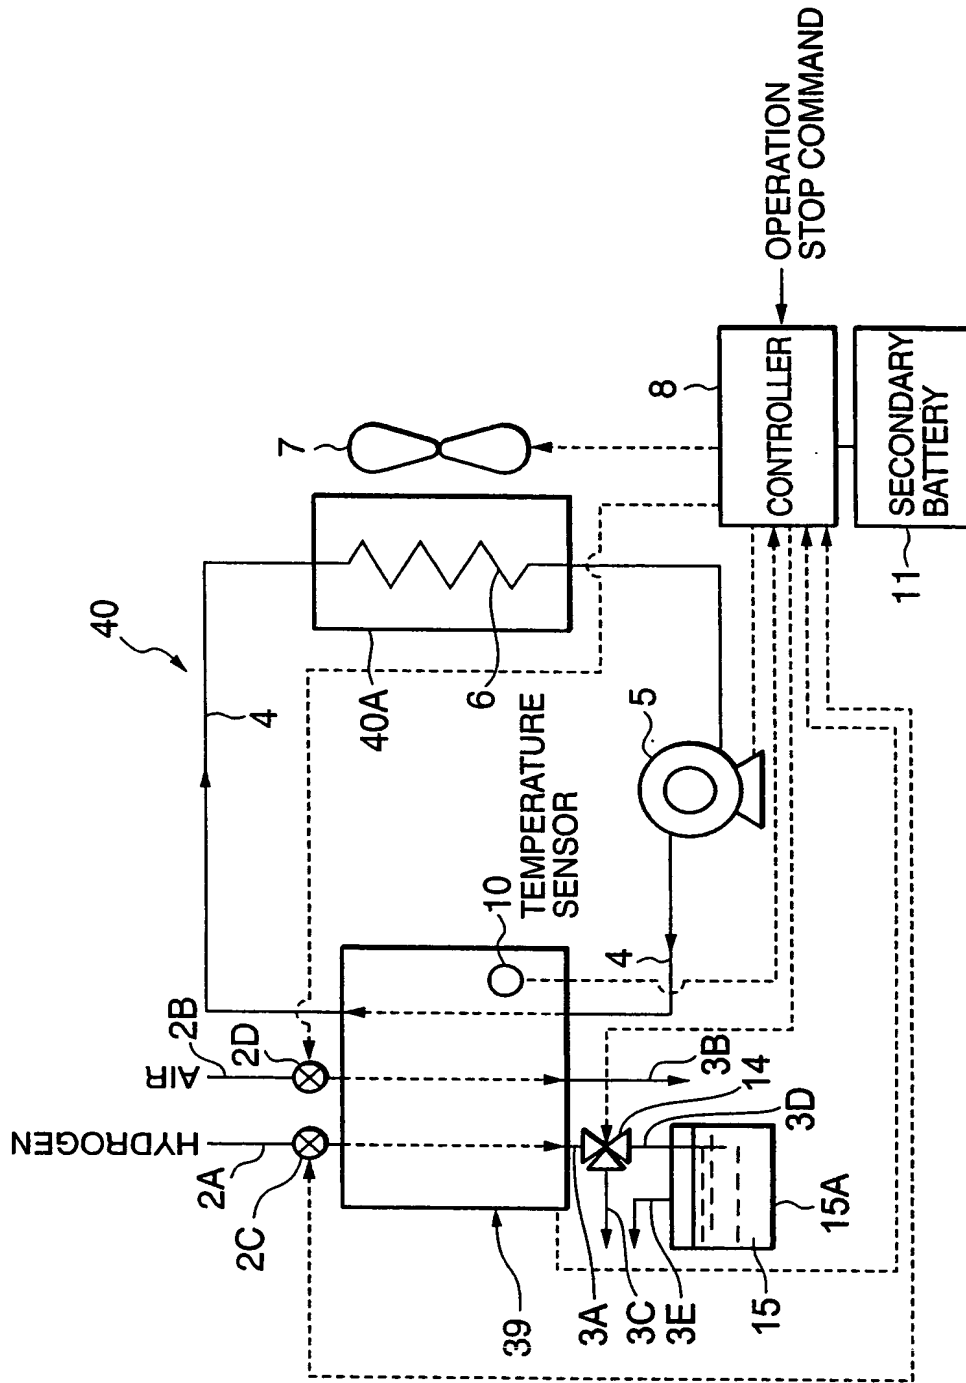 40
4
7
40A
6
HYDROGEN
AIR
2A
2B
2C
2D
10
TEMPERATURE
SENSOR
5
4
39
3A
3C
3E
3B
14
3D
15
15A
8
CONTROLLER
OPERATION
STOP COMMAND
11
SECONDARY
BATTERY